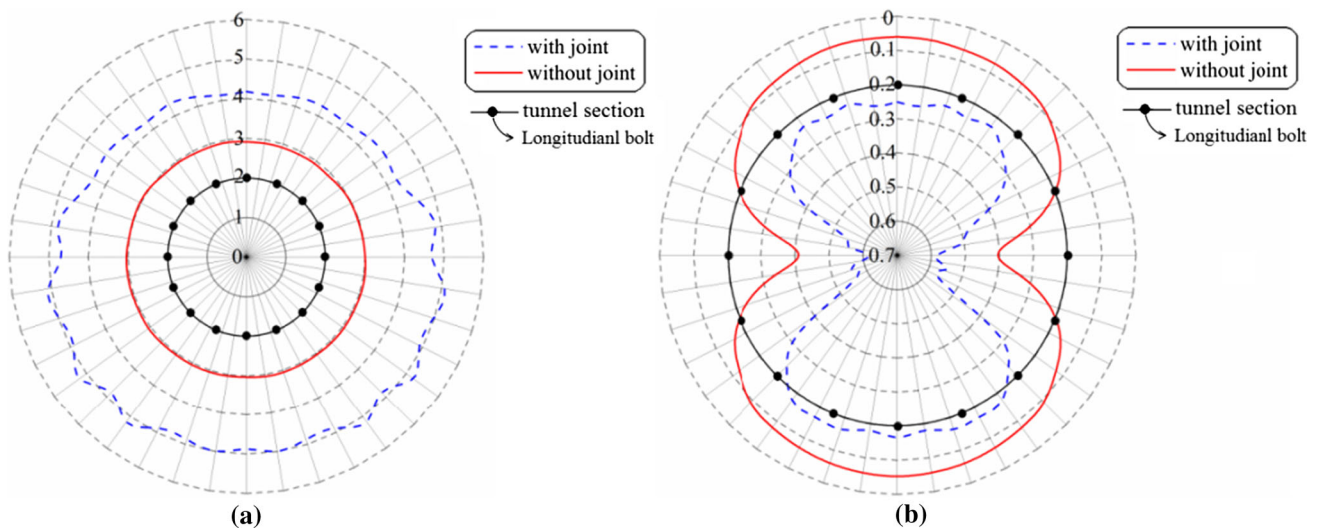 6
5
4
3
2
1
0
with joint
without joint
tunnel section
Longitudianl bolt
(a)
0
0.1
0.2
0.3
0.4
0.5
0.6
0.7
with joint
without joint
tunnel section
Longitudianl bolt
(b)